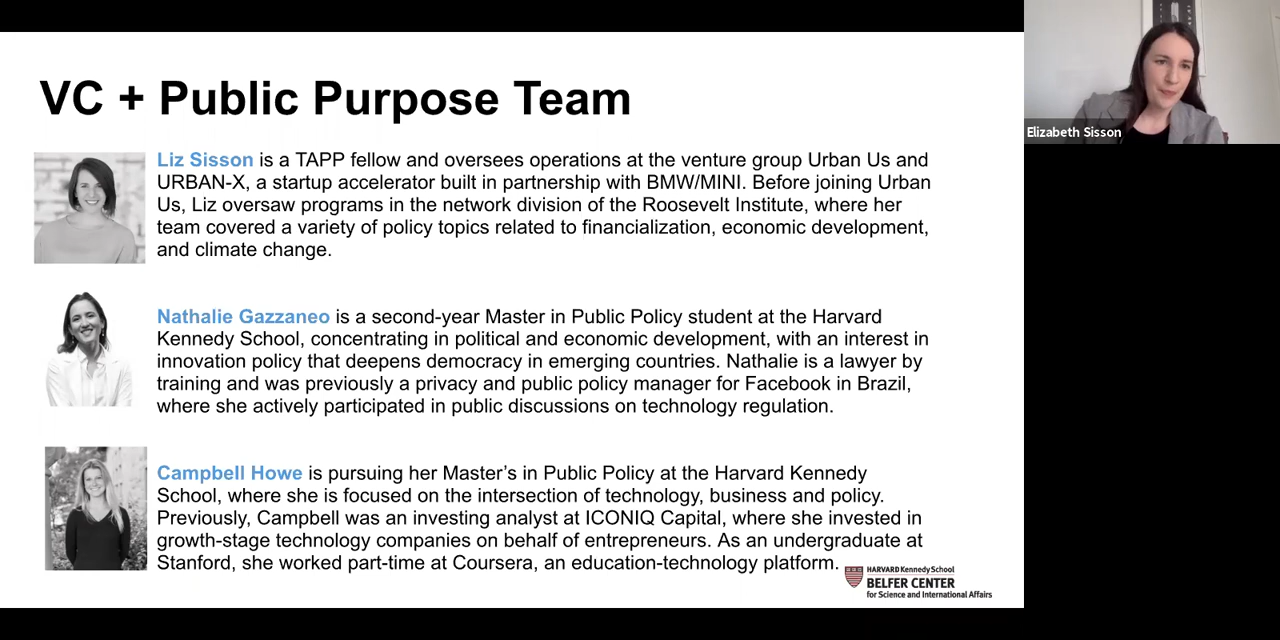 VC + Public Purpose Team
Liz Sisson is a TAPP fellow and oversees operations at the venture group Urban Us and
URBAN-X, a startup accelerator built in partnership with BMW/MINI. Before joining Urban
Us, Liz oversaw programs in the network division of the Roosevelt Institute, where her
team covered a variety of policy topics related to financialization, economic development,
and climate change.
Nathalie Gazzaneo is a second-year Master in Public Policy student at the Harvard
Kennedy School, concentrating in political and economic development, with an interest in
innovation policy that deepens democracy in emerging countries. Nathalie is a lawyer by
training and was previously a privacy and public policy manager for Facebook in Brazil,
where she actively participated in public discussions on technology regulation.
Campbell Howe is pursuing her Master’s in Public Policy at the Harvard Kennedy
School, where she is focused on the intersection of technology, business and policy.
Previously, Campbell was an investing analyst at ICONIQ Capital, where she invested in
growth-stage technology companies on behalf of entrepreneurs. As an undergraduate at
Stanford, she worked part-time at Coursera, an education-technology platform.
HARVARD Kennedy School
BELFER CENTER
for Science and International Affairs
Elizabeth Sisson